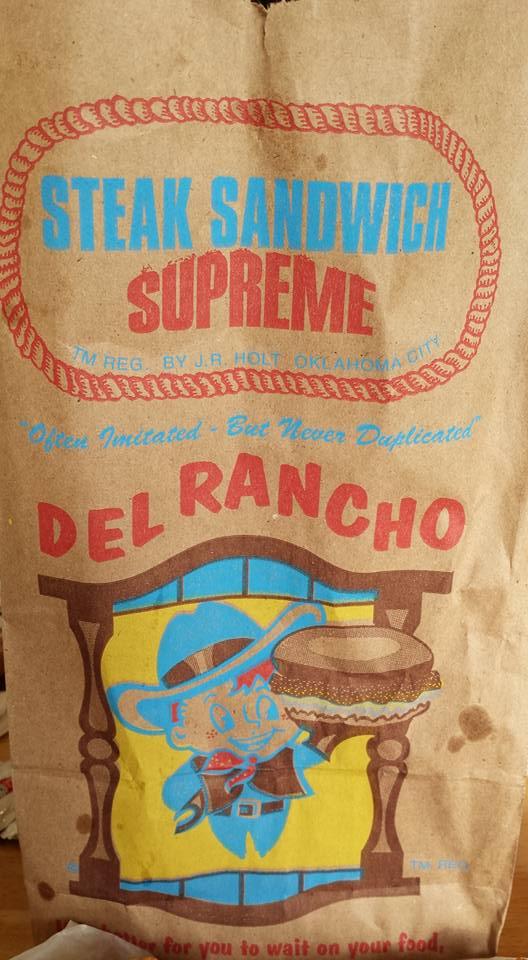 STEAK SANDWICH
SUPREME
TM REG. BY J.R. HOLT OKLAHOMA CITY
"Often Imitated - But Never Duplicated"
DEL RANCHO
TM. REG.
for you to wait on your food,